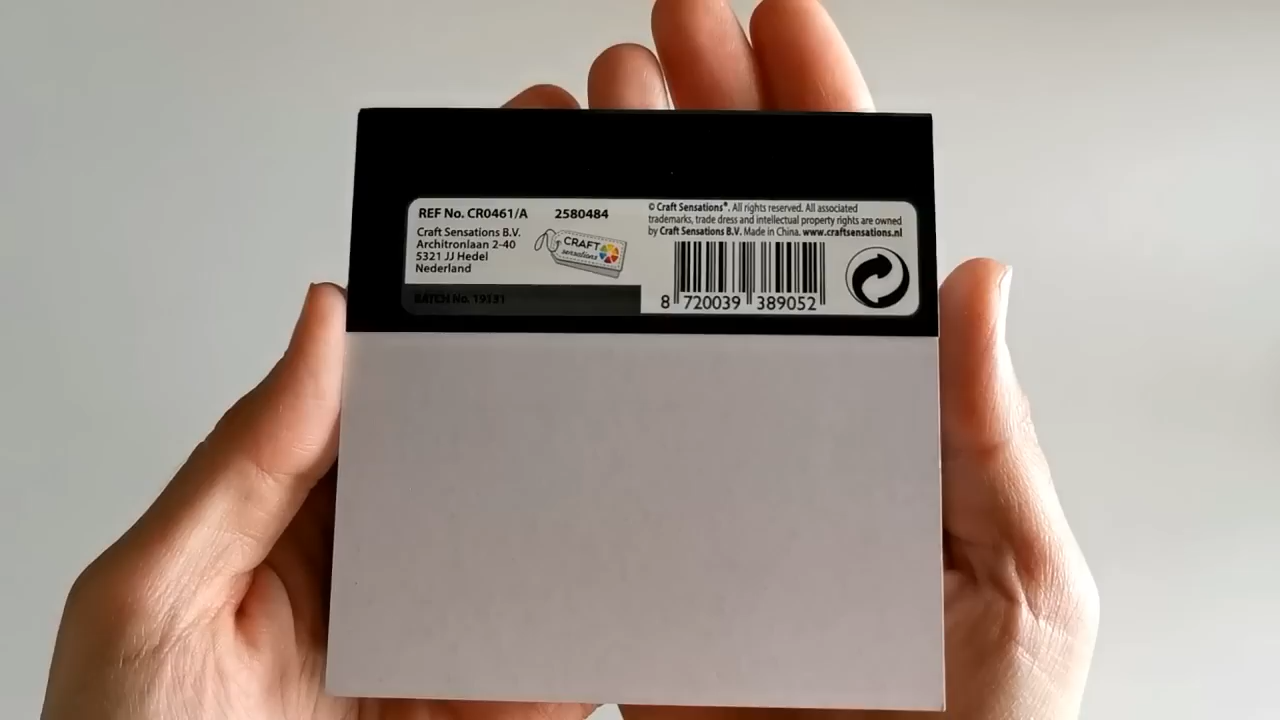 REF No. CR0461/A 2580484
Craft Sensations B.V.
Architronlaan 2-40
5321 JJ Hedel
Nederland
CRAFT
sensations
BATCH No. 19131
© Craft Sensations®. All rights reserved. All associated
trademarks, trade dress and intellectual property rights are owned
by Craft Sensations B.V. Made in China. www.craftsensations.nl
8 720039 389052